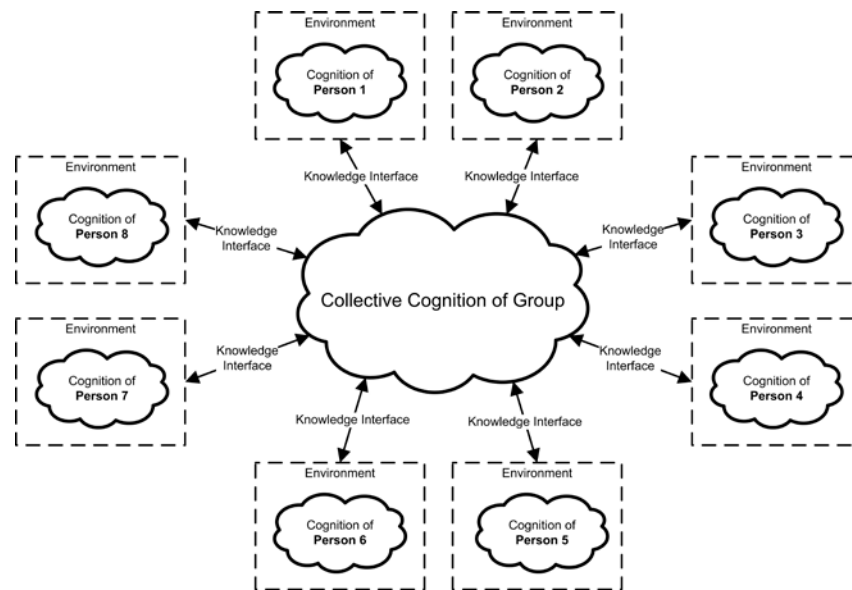 Environment
Cognition of
Person 1
Environment
Cognition of
Person 2
Knowledge Interface
Knowledge Interface
Environment
Cognition of
Person 8
Knowledge
Interface
Environment
Cognition of
Person 3
Knowledge
Interface
Collective Cognition of Group
Environment
Cognition of
Person 7
Knowledge
Interface
Environment
Cognition of
Person 4
Knowledge
Interface
Knowledge Interface
Knowledge Interface
Environment
Cognition of
Person 6
Environment
Cognition of
Person 5